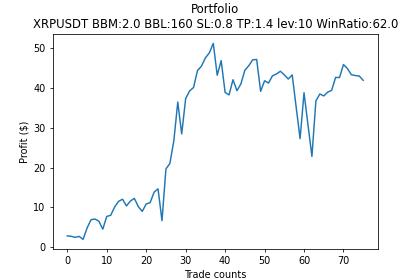 Portfolio
XRPUSDT BBM:2.0 BBL:160 SL:0.8 TP:1.4 lev:10 WinRatio:62.0
50
40
30
20
10
0
Profit ($)
0 10 20 30 40 50 60 70
Trade counts